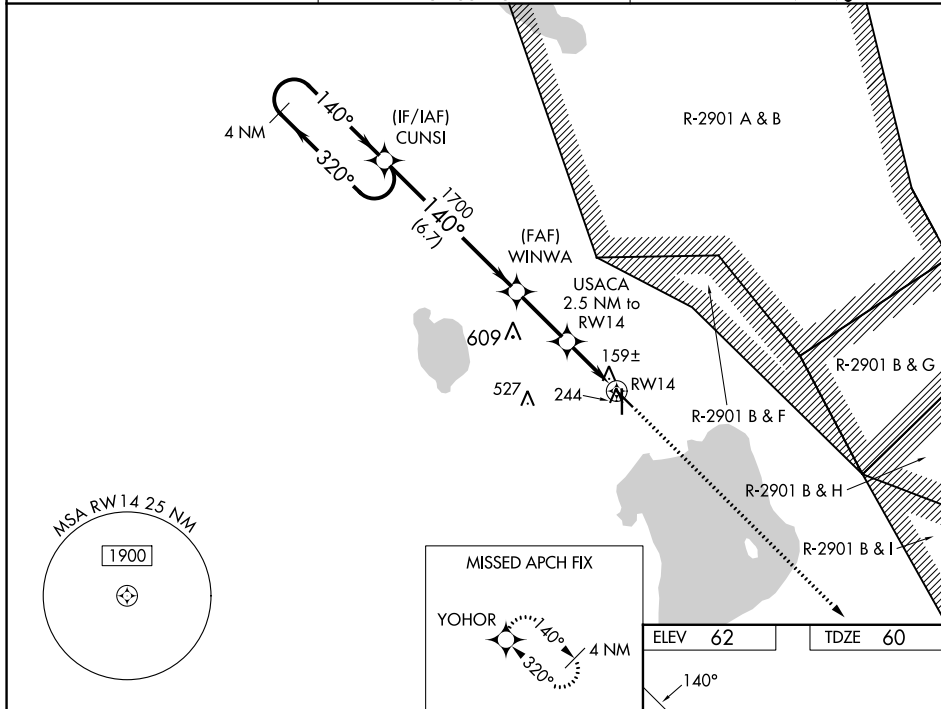 R-2901 A & B
140°
(IF/IAF)
CUNSI
4 NM
320°
1700
140°
(6.7)
(FAF)
WINWA
USACA
2.5 NM to
RW14
609
159±
RW14
527
244
R-2901 B & G
R-2901 B & F
R-2901 B & H
R-2901 B & I
MSA RW14 25 NM
1900
MISSED APCH FIX
YOHOR
140°
4 NM
320°
ELEV 62
TDZE 60
140°